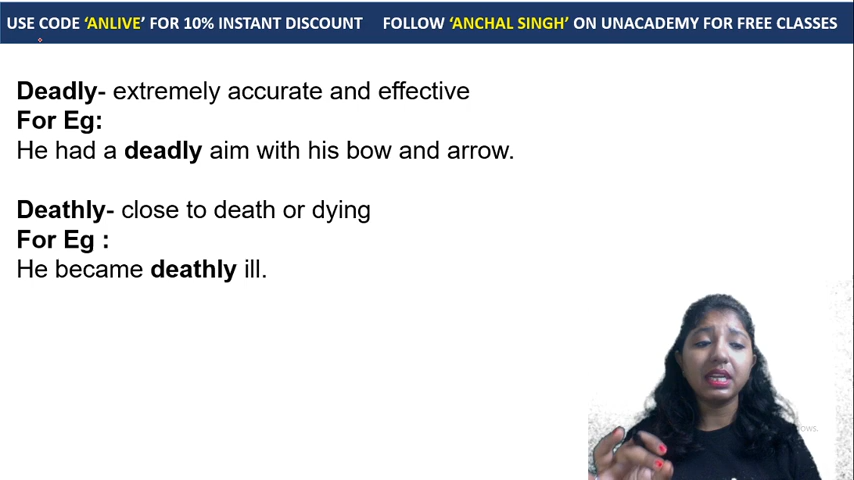 USE CODE ‘ANLIVE’ FOR 10% INSTANT DISCOUNT FOLLOW ‘ANCHAL SINGH’ ON UNACADEMY FOR FREE CLASSES
Deadly- extremely accurate and effective
For Eg:
He had a deadly aim with his bow and arrow.
Deathly- close to death or dying
For Eg :
He became deathly ill.